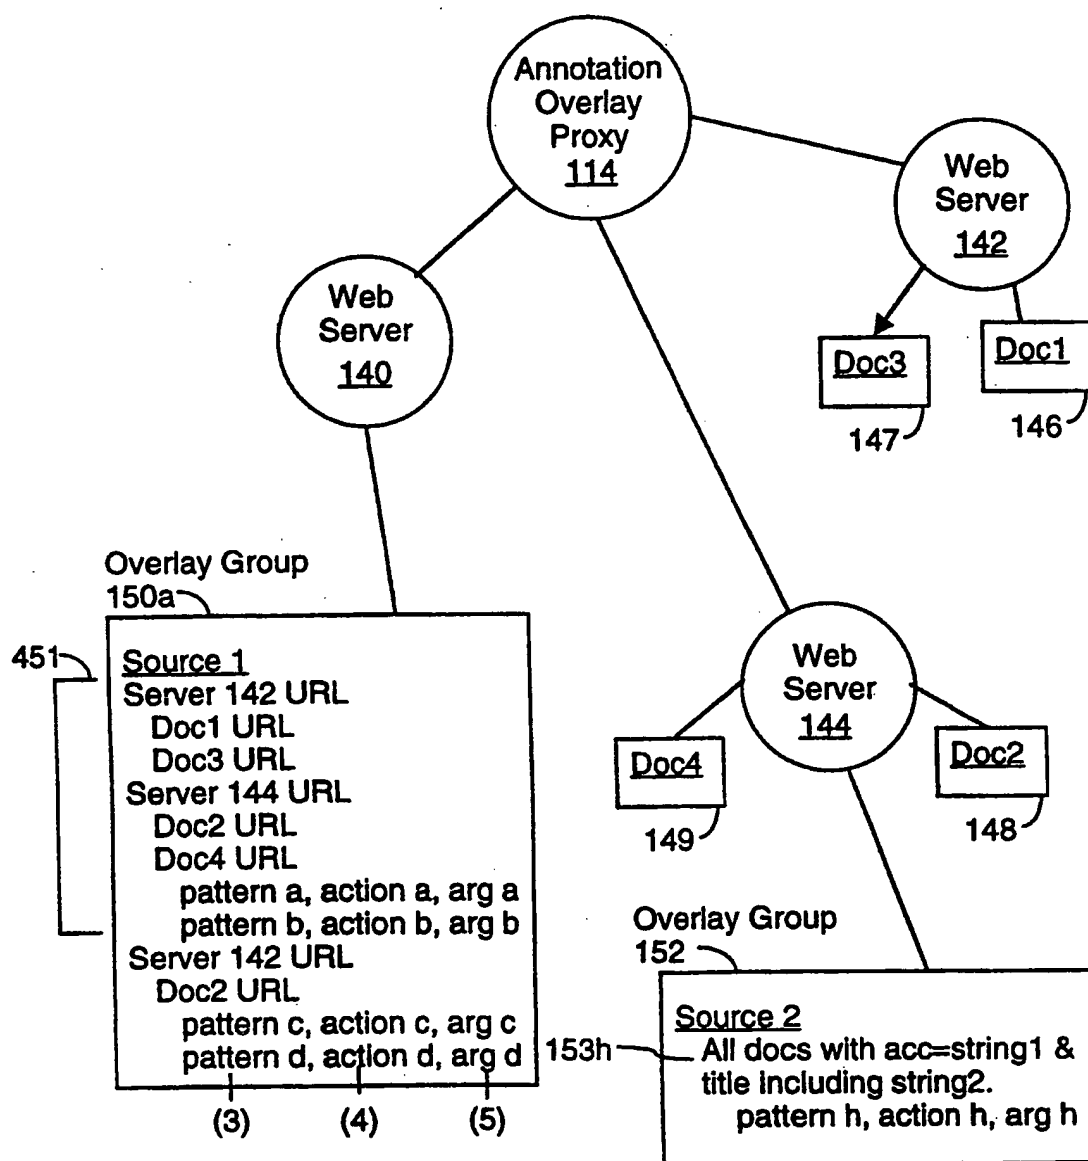 Annotation
Overlay
Proxy
114
Web
Server
142
Web
Server
140
Doc3
Doc1
147
146
Overlay Group
150a
451
Source 1
Server 142 URL
Doc1 URL
Doc3 URL
Server 144 URL
Doc2 URL
Doc4 URL
pattern a, action a, arg a
pattern b, action b, arg b
Server 142 URL
Doc2 URL
pattern c, action c, arg c
pattern d, action d, arg d
(3) (4) (5)
Web
Server
144
Doc4
Doc2
149
148
Overlay Group
152
Source 2
153h
All docs with acc=string1 &
title including string2.
pattern h, action h, arg h